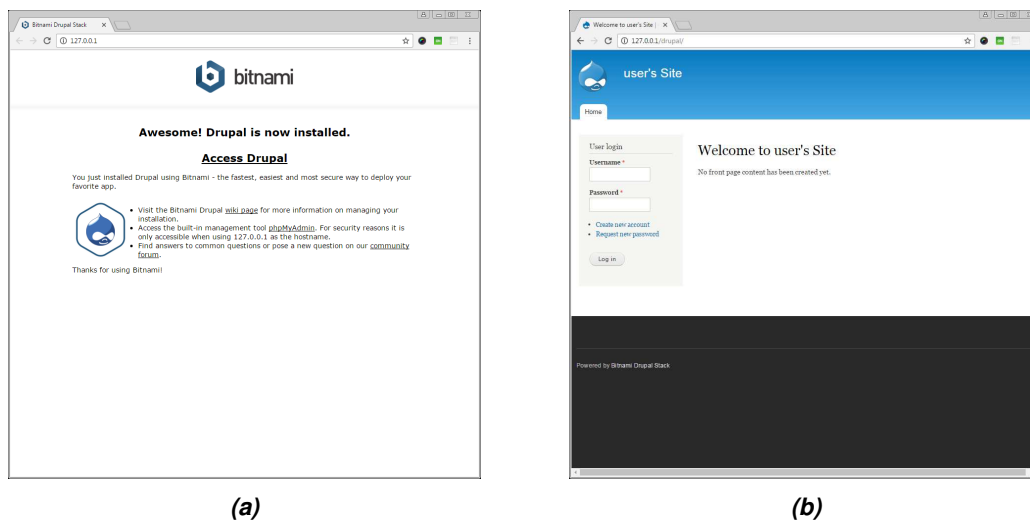 Bitnami Drupal Stack
127.0.0.1
bitnami
Awesome! Drupal is now installed.
Access Drupal
You just installed Drupal using Bitnami - the fastest, easiest and most secure way to deploy your
favorite app.
• Visit the Bitnami Drupal wiki page for more information on managing your
installation.
• Access the built-in management tool phpMyAdmin. For security reasons it is
only accessible when using 127.0.0.1 as the hostname.
• Find answers to common questions or pose a new question on our community
forum.
Thanks for using Bitnami!
(a)
Welcome to user's Site |
127.0.0.1/drupal/
user's Site
Home
User login
Username *
Password *
• Create new account
• Request new password
Log in
Welcome to user's Site
No front page content has been created yet.
Powered by Bitnami Drupal Stack
(b)